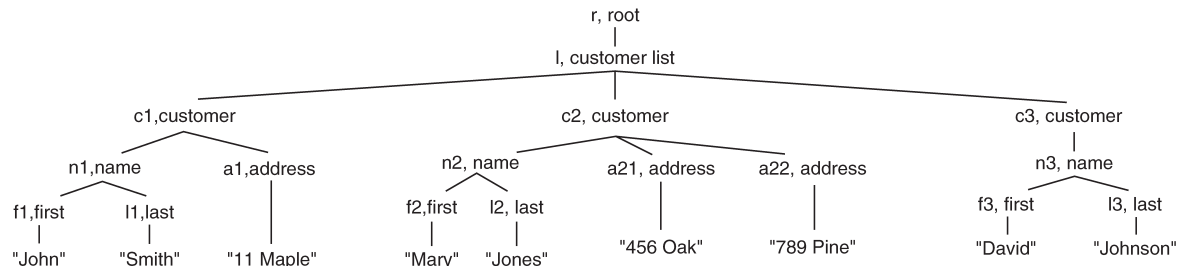 r, root
l, customer list
c1,customer c2, customer c3, customer
n1,name a1,address n2, name a21, address a22, address n3, name
f1,first l1,last f2,first l2, last f3, first l3, last
"John" "Smith" "11 Maple" "Mary" "Jones" "456 Oak" "789 Pine" "David" "Johnson"